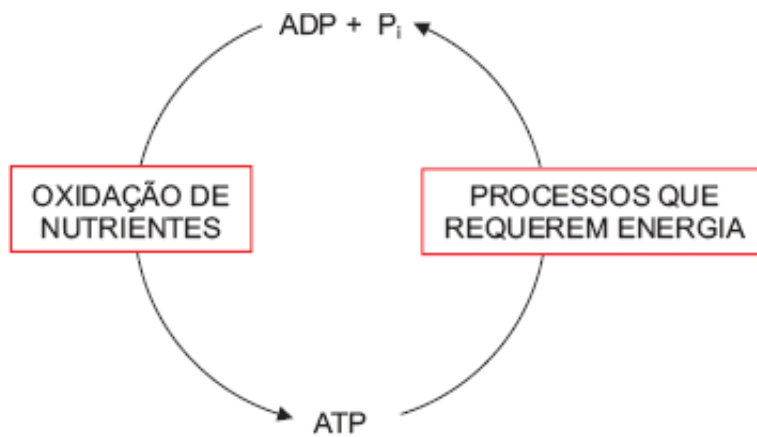 ADP + Pi
OXIDAÇÃO DE
NUTRIENTES
PROCESSOS QUE
REQUEREM ENERGIA
ATP